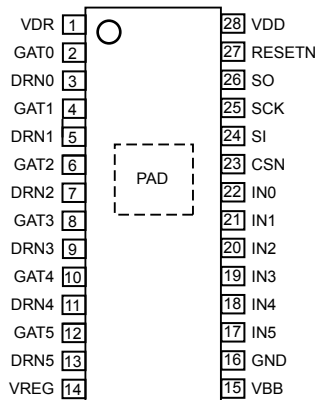 VDR 1 28 VDD
GAT0 2 27 RESETN
DRN0 3 26 SO
GAT1 4 25 SCK
DRN1 5 24 SI
GAT2 6 23 CSN
DRN2 7 PAD 22 IN0
GAT3 8 21 IN1
DRN3 9 20 IN2
GAT4 10 19 IN3
DRN4 11 18 IN4
GAT5 12 17 IN5
DRN5 13 16 GND
VREG 14 15 VBB